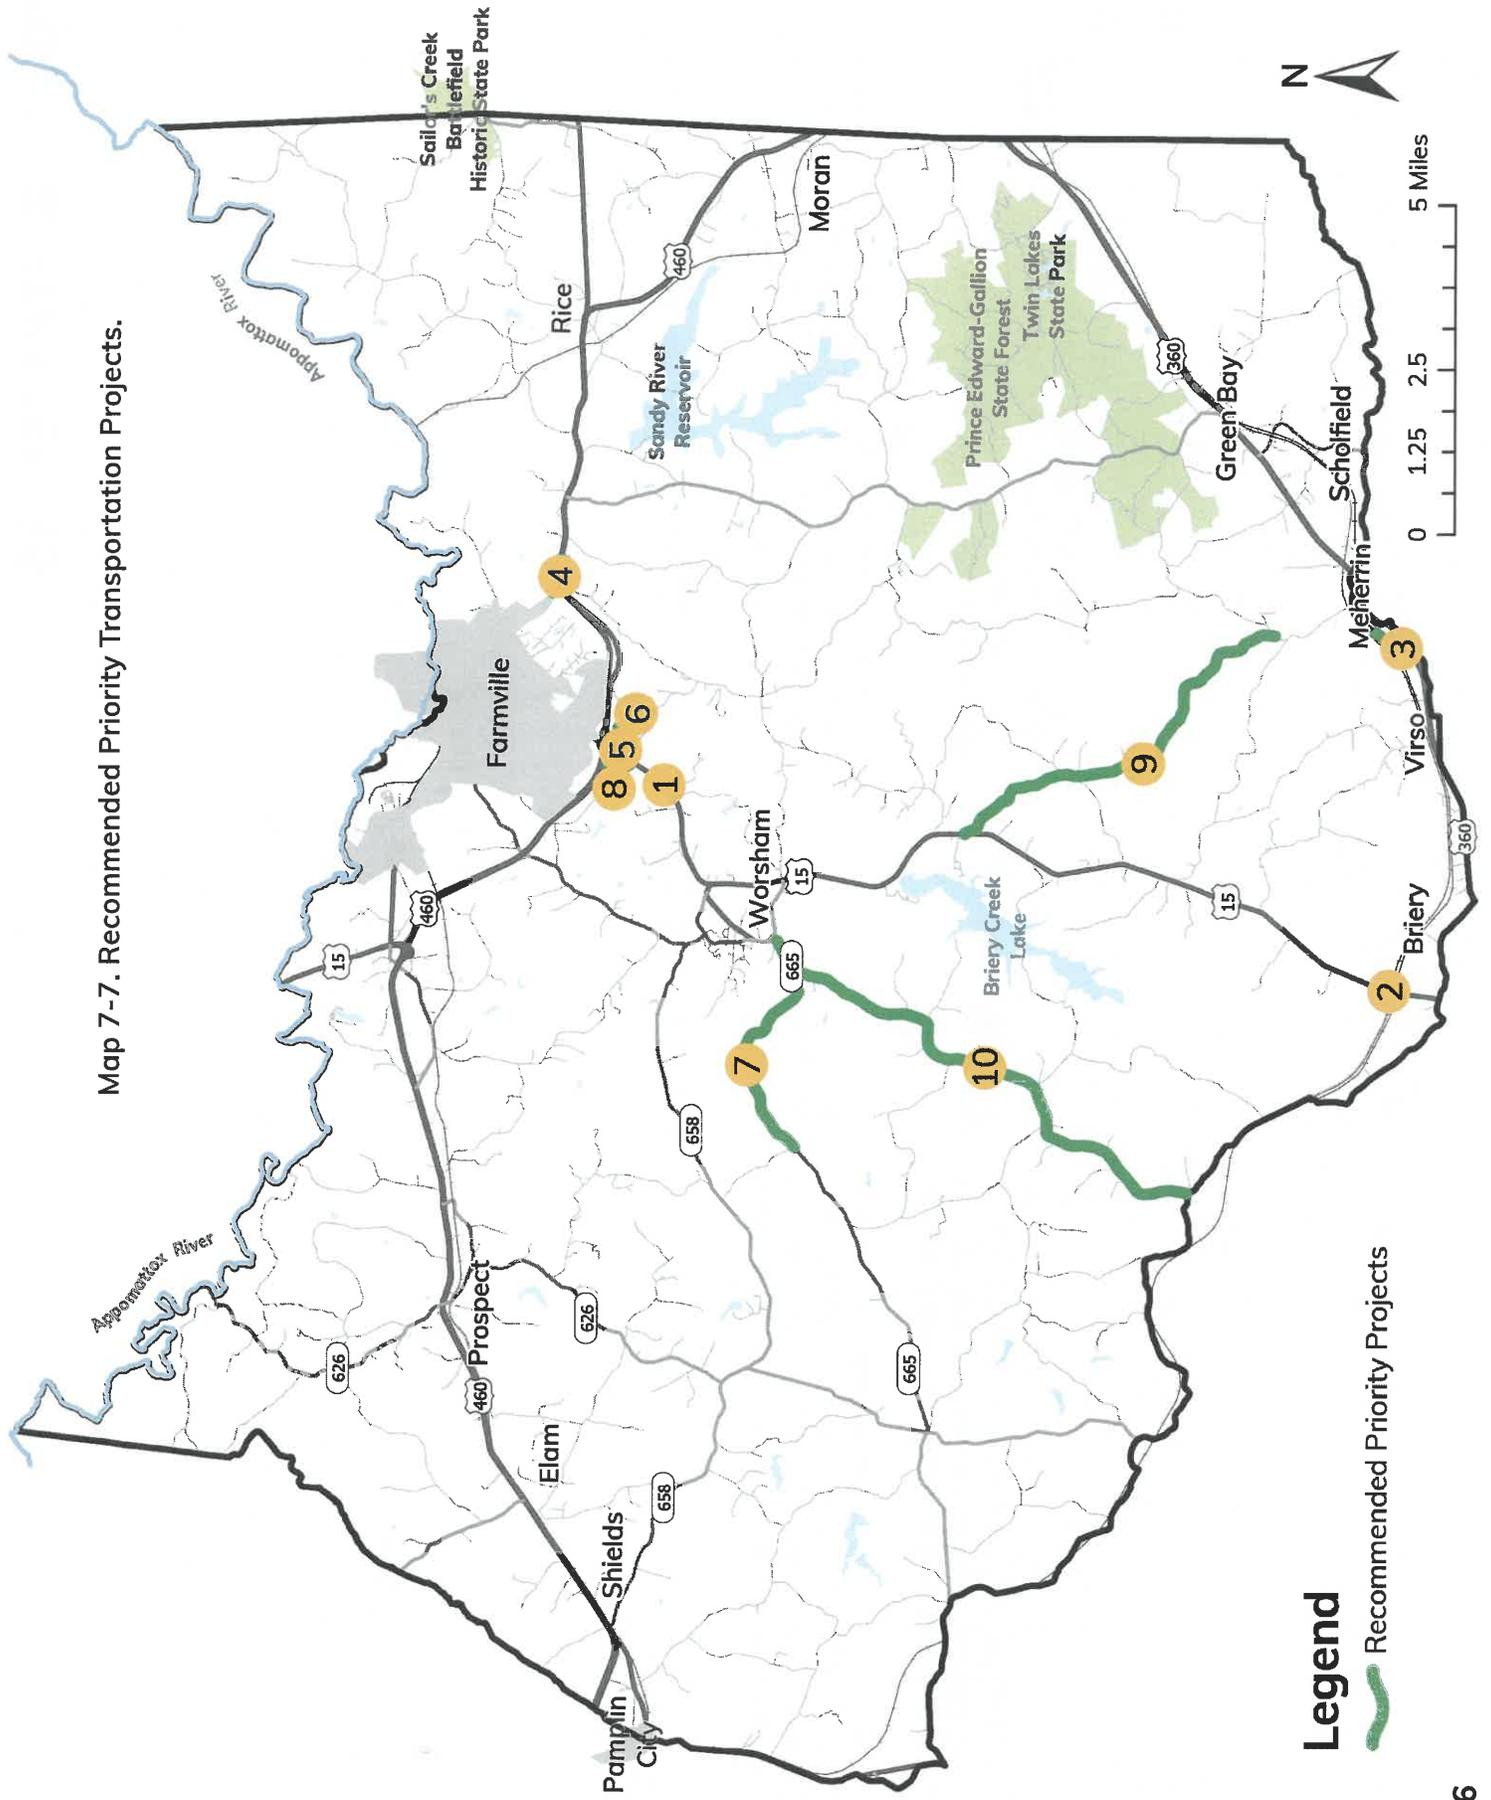 Map 7-7. Recommended Priority Transportation Projects.
Appomattox River
Appomattox River
Sailor's Creek
Battlefield
Historic State Park
15
460
626
Prospect
460
626
Elam
Shields
658
658
Pamplin
City
Farmville
4
6
5
8
1
Rice
460
Moran
Sandy River
Reservoir
Worsham
15
665
7
10
665
Briery Creek
Lake
9
Prince Edward-Gallion
State Forest
Twin Lakes
State Park
360
Green Bay
Scholfield
Meherrin
3
Virso
360
15
Briery
2
N
0 1.25 2.5 5 Miles
Legend
Recommended Priority Projects
6